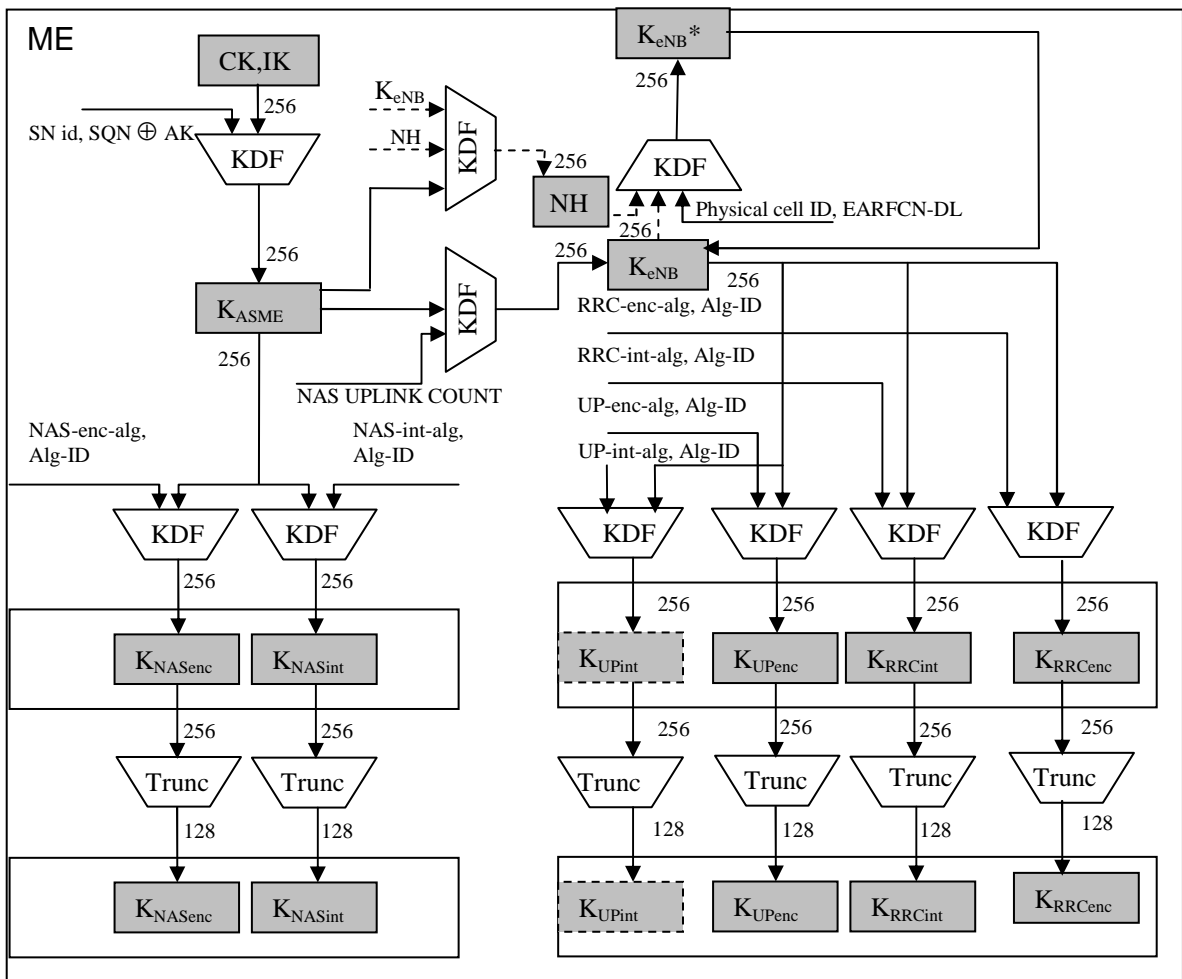 ME
CK,IK
K_eNB*
256
256
K_eNB
SN id, SQN ⊕ AK
KDF
NH
KDF
256
KDF
NH
Physical cell ID, EARFCN-DL
256
256
256
K_eNB
256
K_ASME
KDF
RRC-enc-alg, Alg-ID
256
RRC-int-alg, Alg-ID
NAS UPLINK COUNT
UP-enc-alg, Alg-ID
NAS-enc-alg,
Alg-ID
NAS-int-alg,
Alg-ID
UP-int-alg, Alg-ID
KDF
KDF
KDF
KDF
KDF
KDF
256
256
256
256
256
256
K_NASenc
K_NASint
K_UPint
K_UPenc
K_RRCint
K_RRCenc
256
256
256
256
256
256
Trunc
Trunc
Trunc
Trunc
Trunc
Trunc
128
128
128
128
128
128
K_NASenc
K_NASint
K_UPint
K_UPenc
K_RRCint
K_RRCenc